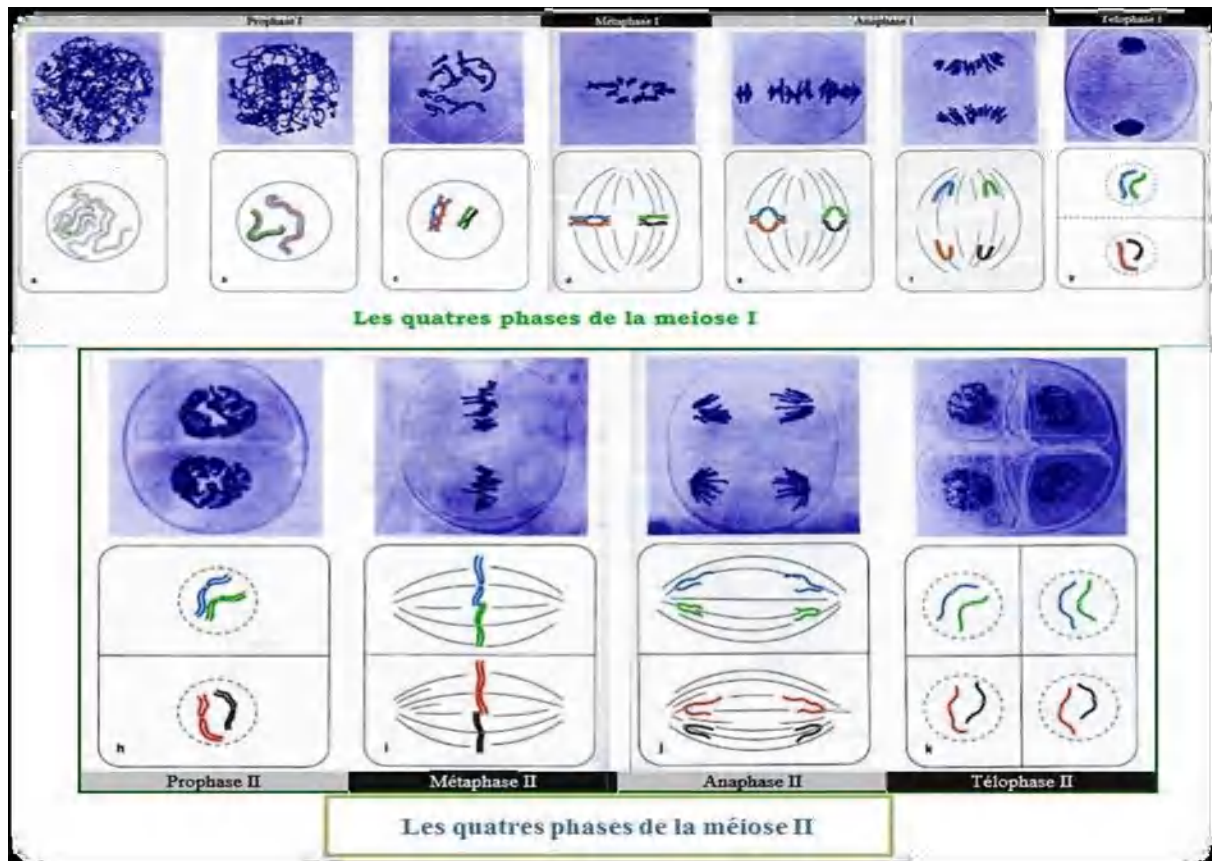 Prophase I
Métaphase I
Anaphase I
Télophase I
a
b
c
d
e
f
g
Les quatres phases de la meiose I
h
i
j
k
Prophase II
Métaphase II
Anaphase II
Télophase II
Les quatres phases de la méiose II